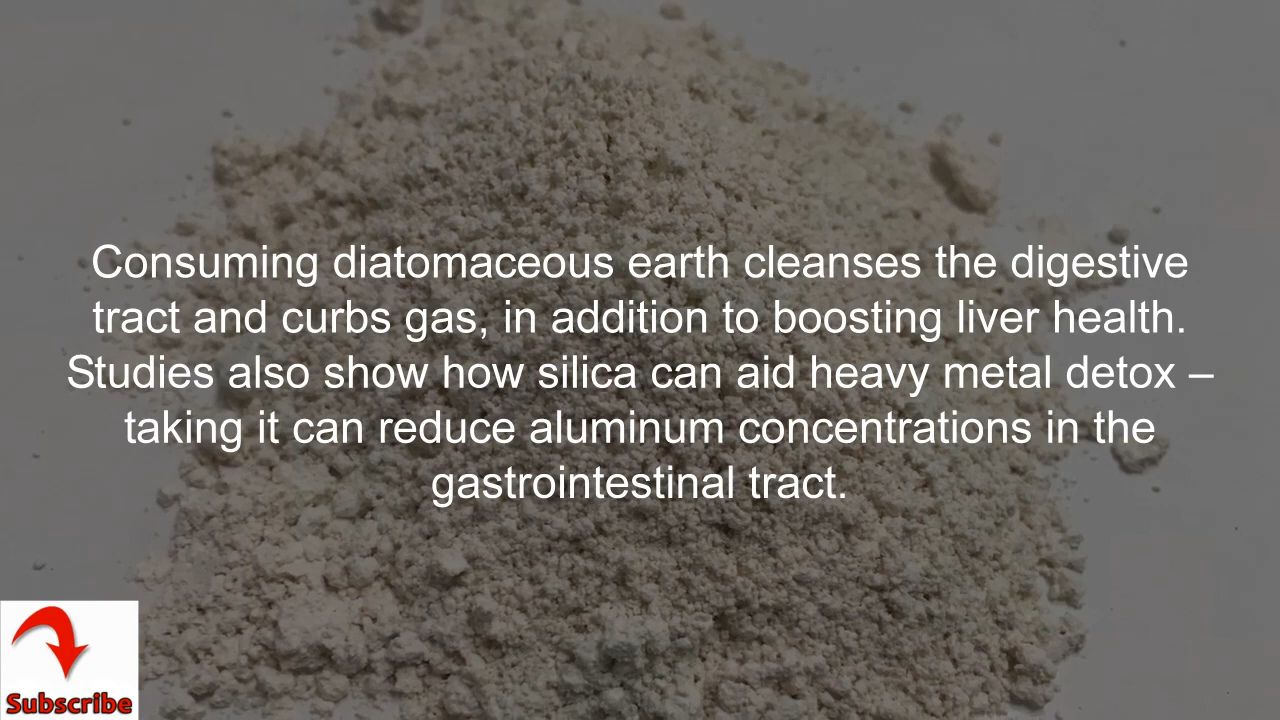 Consuming diatomaceous earth cleanses the digestive
tract and curbs gas, in addition to boosting liver health.
Studies also show how silica can aid heavy metal detox –
taking it can reduce aluminum concentrations in the
gastrointestinal tract.
Subscribe